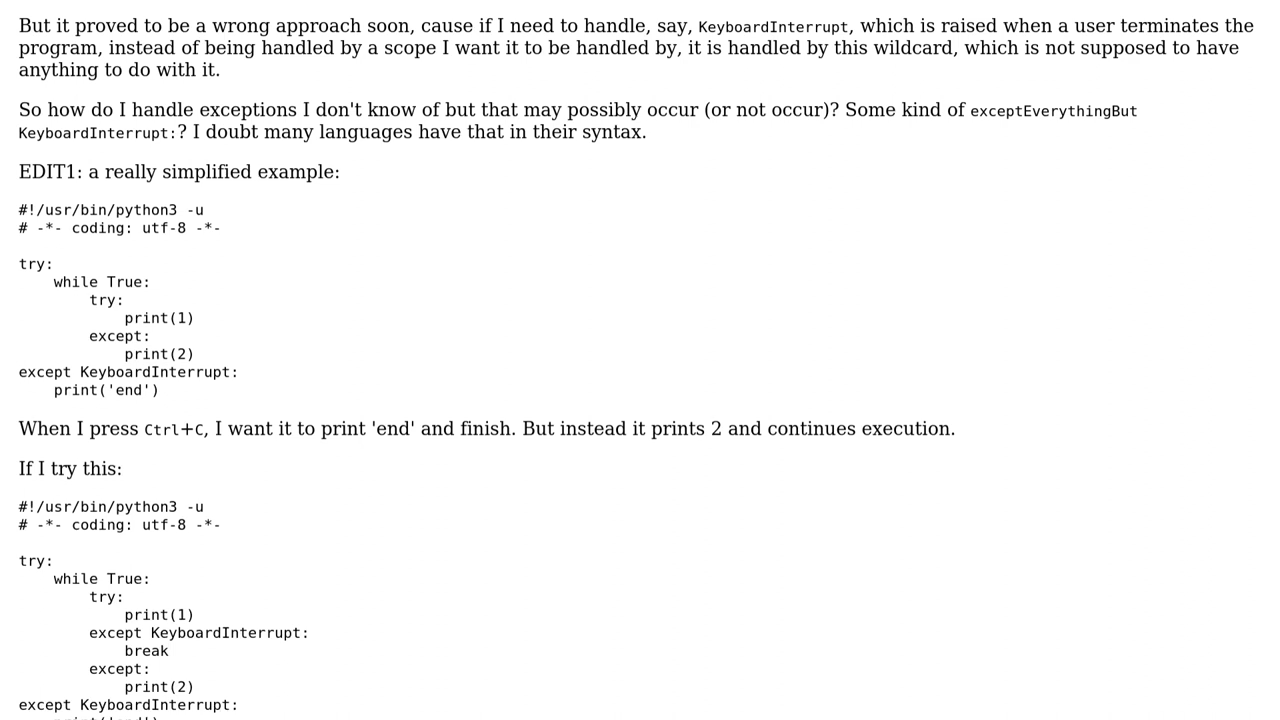 But it proved to be a wrong approach soon, cause if I need to handle, say, KeyboardInterrupt, which is raised when a user terminates the
program, instead of being handled by a scope I want it to be handled by, it is handled by this wildcard, which is not supposed to have
anything to do with it.
So how do I handle exceptions I don't know of but that may possibly occur (or not occur)? Some kind of exceptEverythingBut
KeyboardInterrupt:? I doubt many languages have that in their syntax.
EDIT1: a really simplified example:
#!/usr/bin/python3 -u
# -*- coding: utf-8 -*-
try:
    while True:
        try:
            print(1)
        except:
            print(2)
except KeyboardInterrupt:
    print('end')
When I press Ctrl+C, I want it to print 'end' and finish. But instead it prints 2 and continues execution.
If I try this:
#!/usr/bin/python3 -u
# -*- coding: utf-8 -*-
try:
    while True:
        try:
            print(1)
        except KeyboardInterrupt:
            break
        except:
            print(2)
except KeyboardInterrupt: